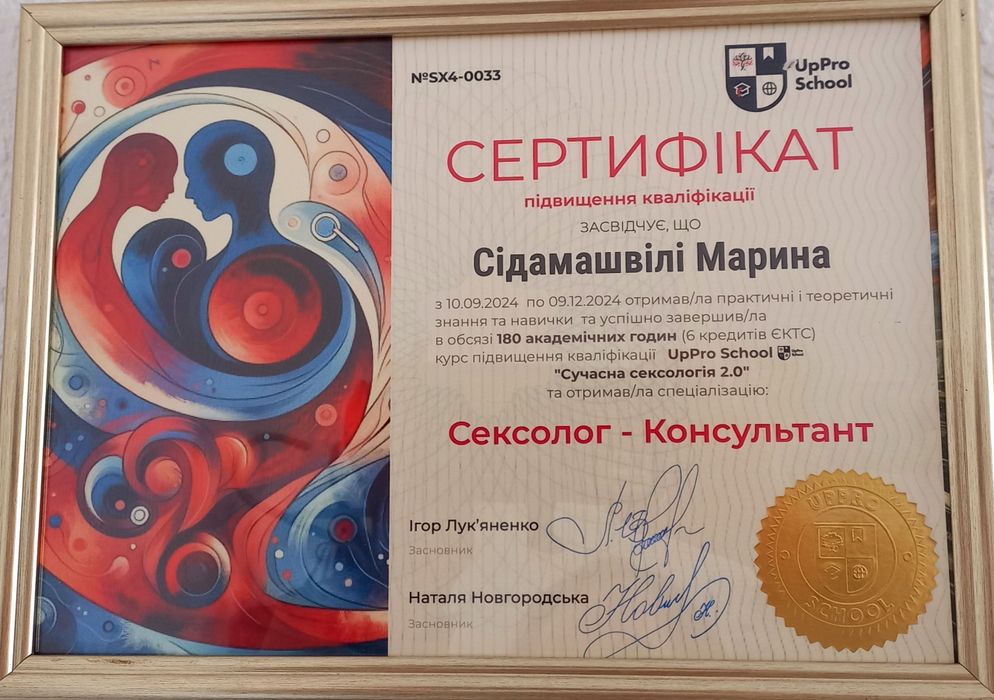 №SX4-0033
UpPro
School
СЕРТИФІКАТ
підвищення кваліфікації
ЗАСВІДЧУЄ, ЩО
Сідамашвілі Марина
з 10.09.2024 по 09.12.2024 отримав/ла практичні і теоретичні
знання та навички та успішно завершив/ла
в обсязі 180 академічних годин (6 кредитів ЄКТС)
курс підвищення кваліфікації UpPro School
"Сучасна сексологія 2.0"
та отримав/ла спеціалізацію:
Сексолог - Консультант
Ігор Лук'яненко
Засновник
Наталя Новгородська
Засновник
UPPRO
SCHOOL